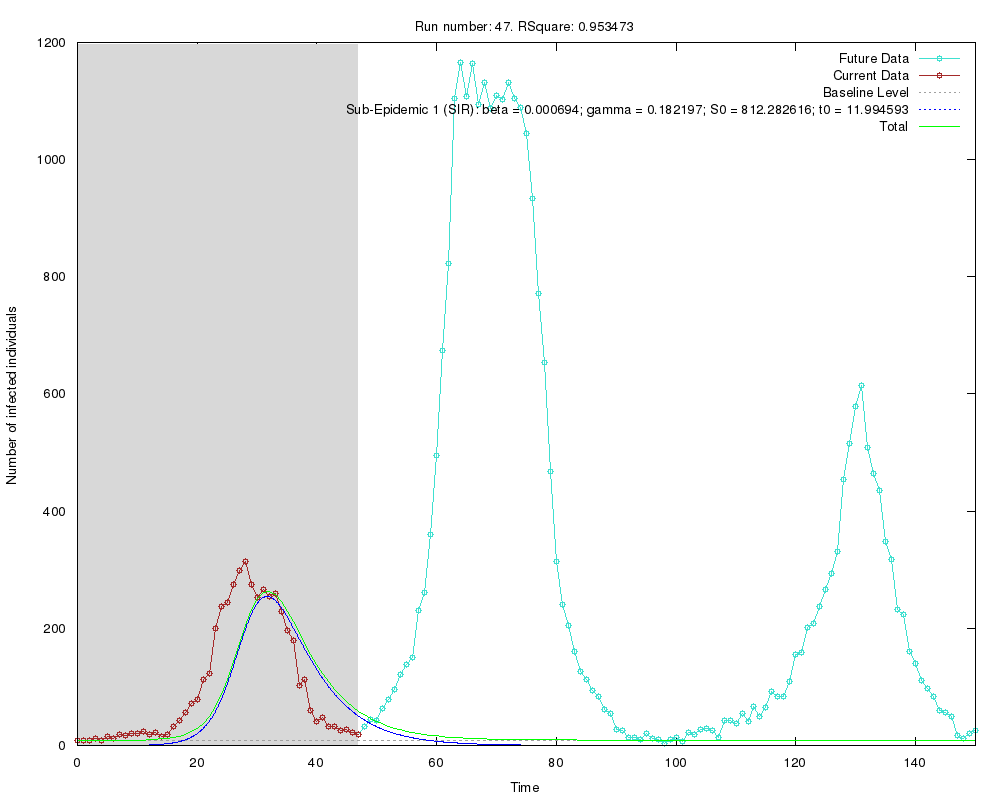 Run number: 47. RSquare: 0.953473
Future Data
Current Data
Baseline Level
Sub-Epidemic 1 (SIR): beta = 0.000694; gamma = 0.182197; S0 = 812.282616; t0 = 11.994593
Total
1200
1000
800
600
400
200
0
Number of infected individuals
0 20 40 60 80 100 120 140
Time